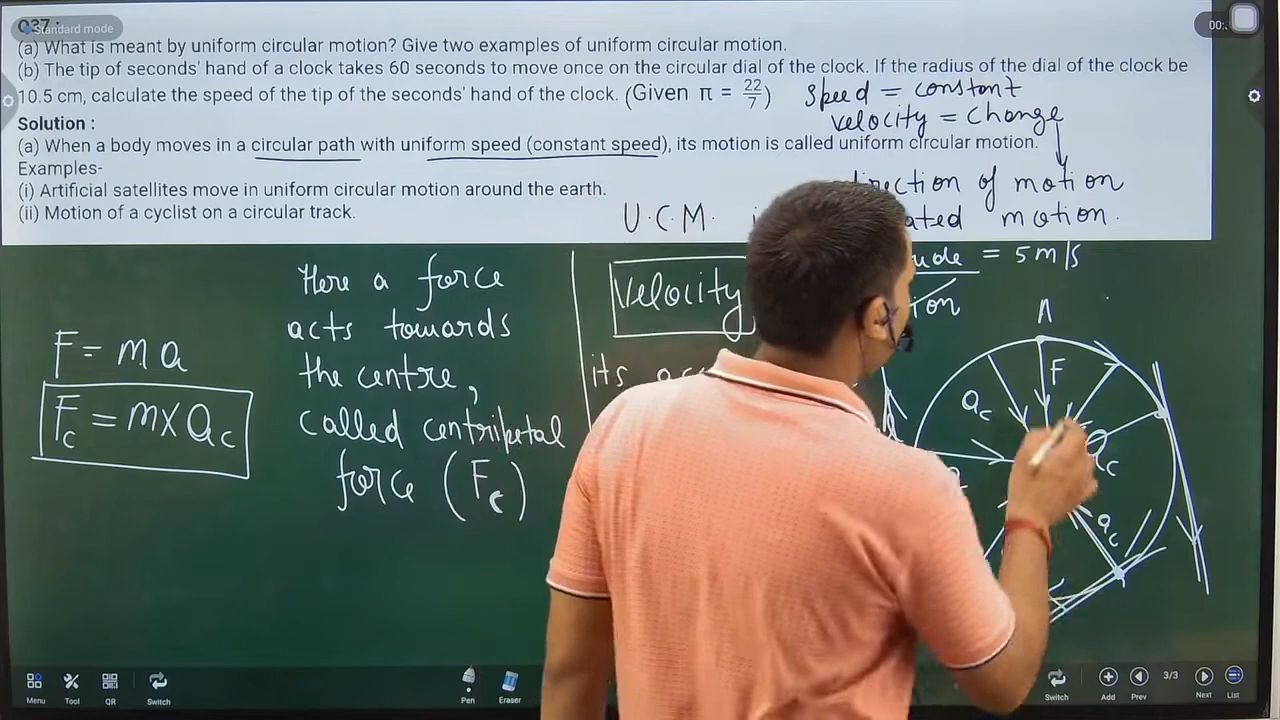 Q37 :
Standard mode
00:
(a) What is meant by uniform circular motion? Give two examples of uniform circular motion.
(b) The tip of seconds' hand of a clock takes 60 seconds to move once on the circular dial of the clock. If the radius of the dial of the clock be
10.5 cm, calculate the speed of the tip of the seconds' hand of the clock. (Given π = 22/7)
Speed = constant
velocity = change
Solution :
(a) When a body moves in a circular path with uniform speed (constant speed), its motion is called uniform circular motion.
Examples-
(i) Artificial satellites move in uniform circular motion around the earth.
(ii) Motion of a cyclist on a circular track.
direction of motion
U.C.M. ated motion.
Here a force
acts towards
the centre,
called centripetal
force (Fc)
F = ma
Fc = m×ac
Velocity
ude = 5m/s
its
A
F
ac
ac
ac
Menu
Tool
QR
Switch
Pen
Eraser
Switch
Add
Prev
3/3
Next
List